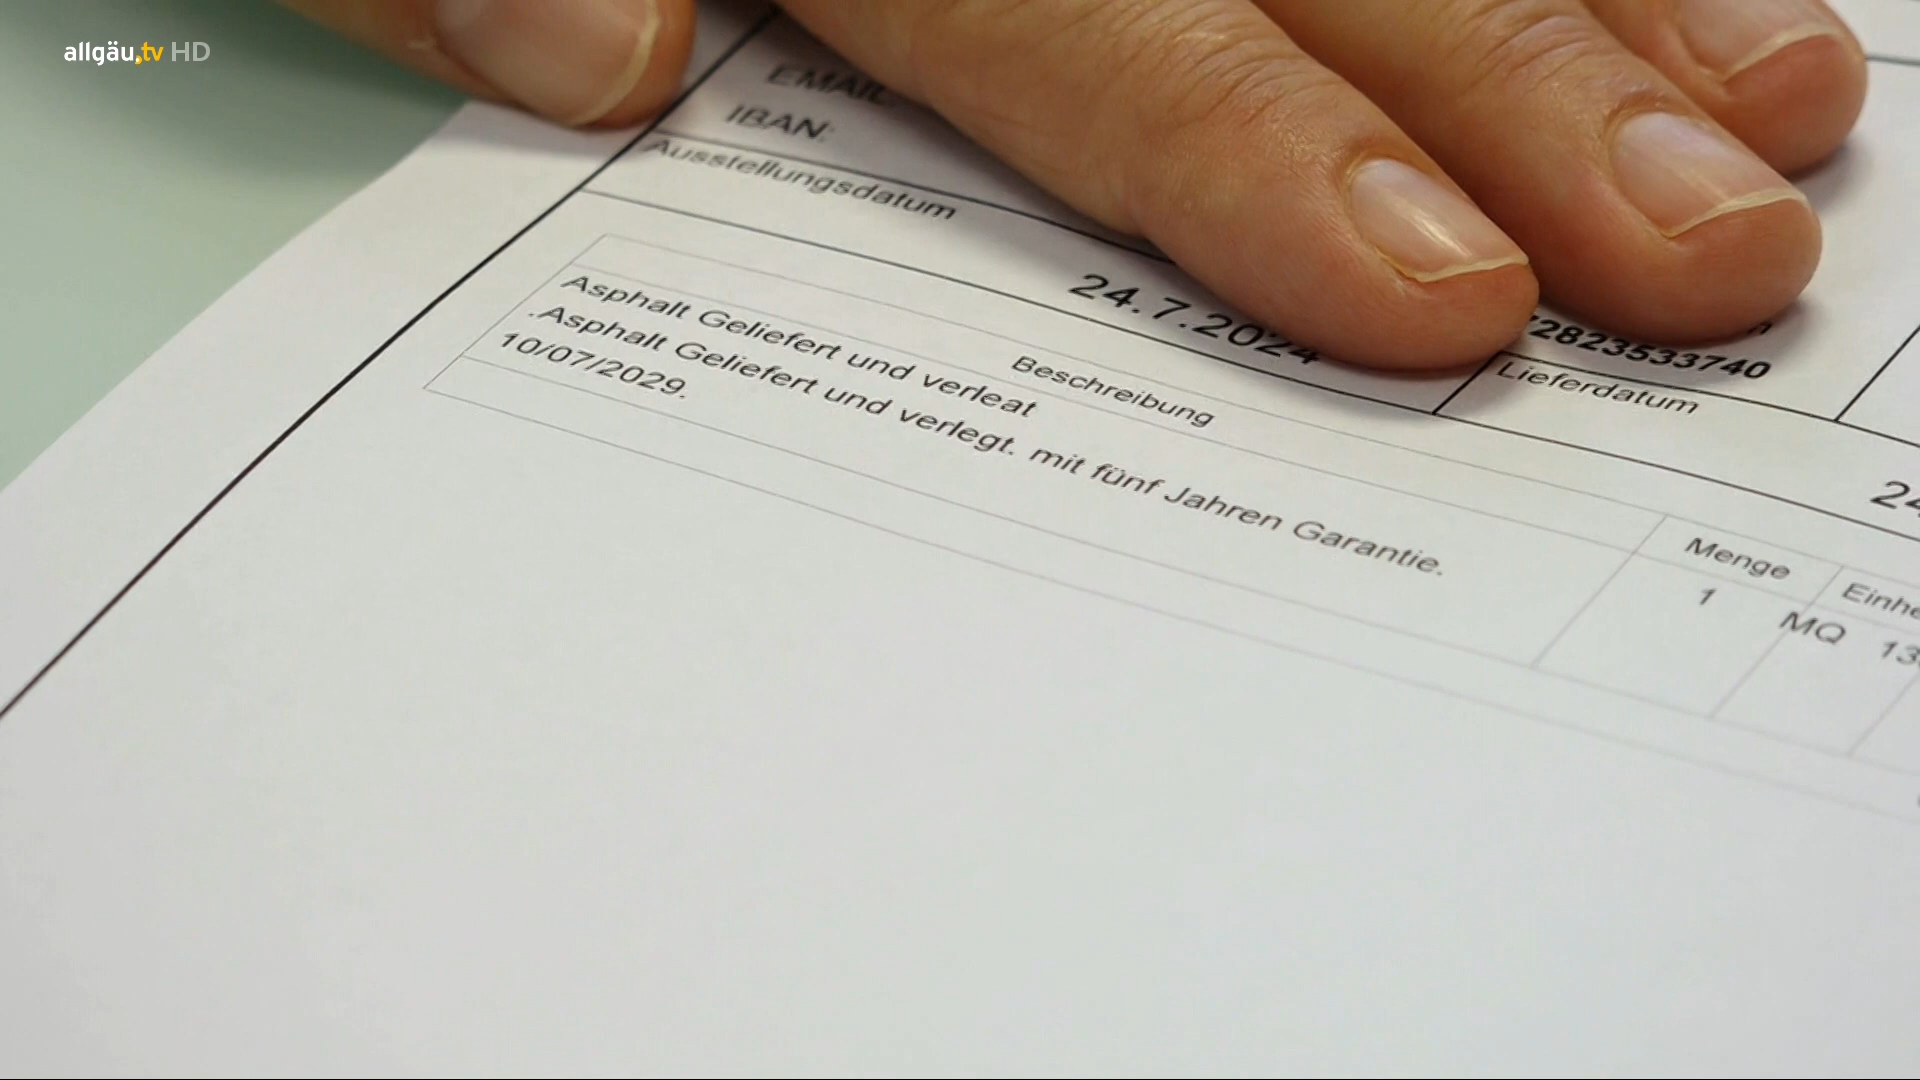 allgäu.tv HD
EMAIL
IBAN:
Ausstellungsdatum
24.7.2024
2823533740
Lieferdatum
Beschreibung
Menge
Asphalt Geliefert und verleat
.Asphalt Geliefert und verlegt. mit fünf Jahren Garantie.
10/07/2029.
1
MQ